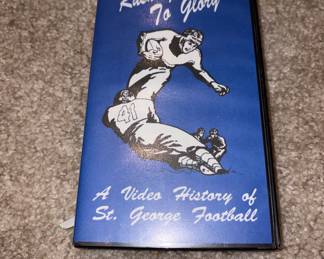 To Glory
41
A Video History of
St. George Football